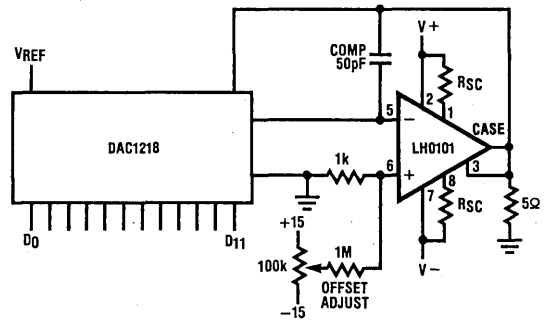 V+
VREF
COMP
50pF
RSC
2
1
5
−
CASE
DAC1218
LH0101
3
1k
6
+
8
7
RSC
5Ω
D0
D11
+15
100k
1M
V−
OFFSET
ADJUST
−15